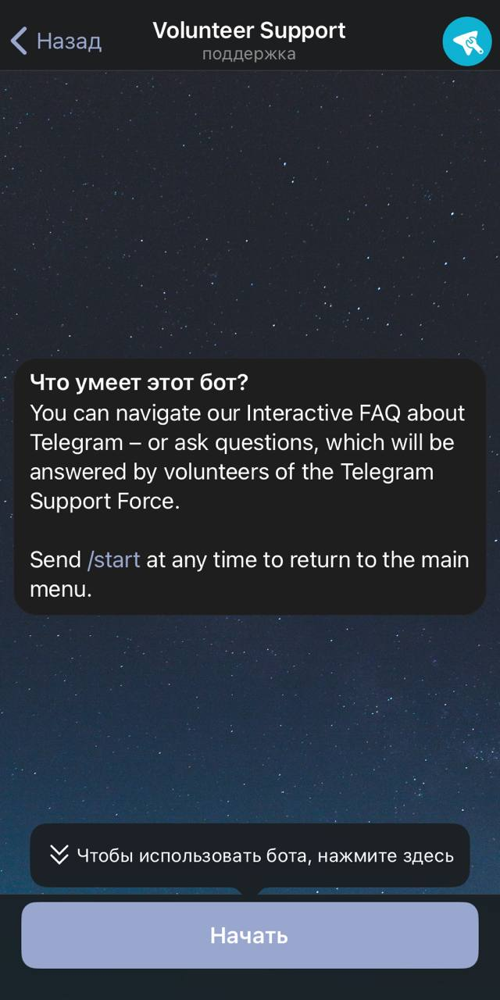 Назад
Volunteer Support
поддержка
Что умеет этот бот?
You can navigate our Interactive FAQ about
Telegram – or ask questions, which will be
answered by volunteers of the Telegram
Support Force.
Send /start at any time to return to the main
menu.
Чтобы использовать бота, нажмите здесь
Начать